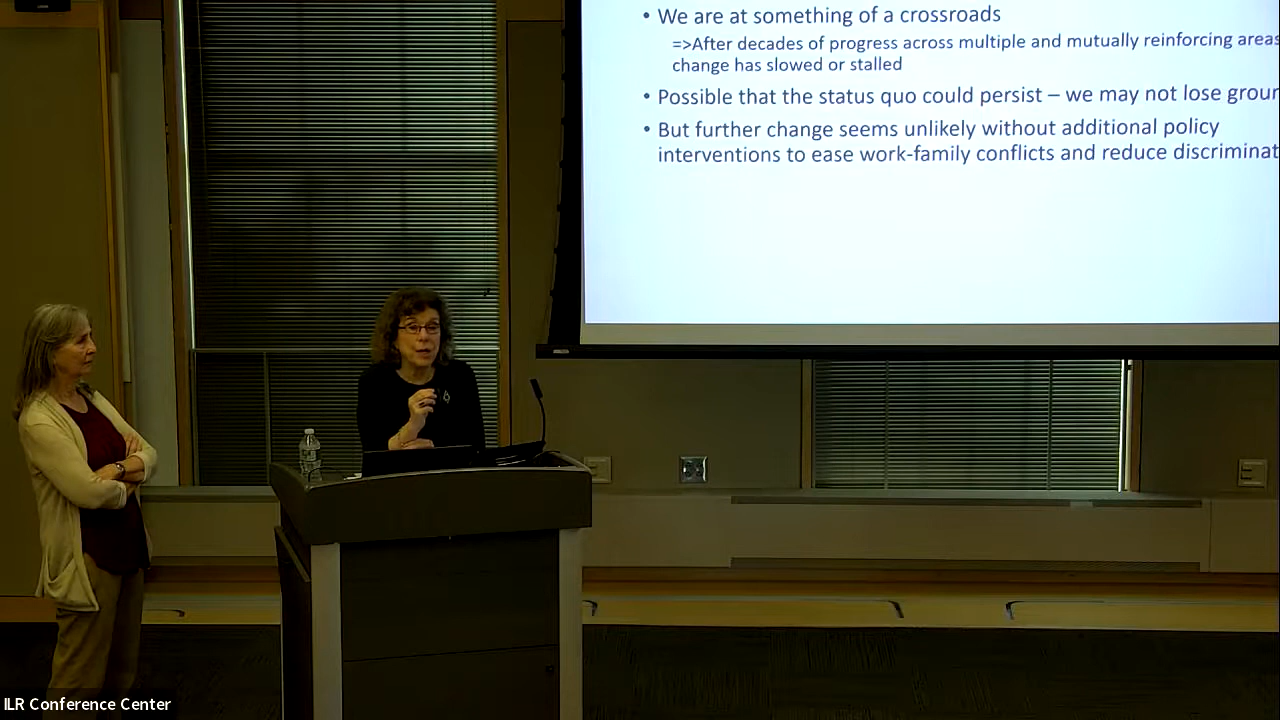 • We are at something of a crossroads
=>After decades of progress across multiple and mutually reinforcing areas
change has slowed or stalled
• Possible that the status quo could persist – we may not lose groun
• But further change seems unlikely without additional policy
interventions to ease work-family conflicts and reduce discriminat
ILR Conference Center